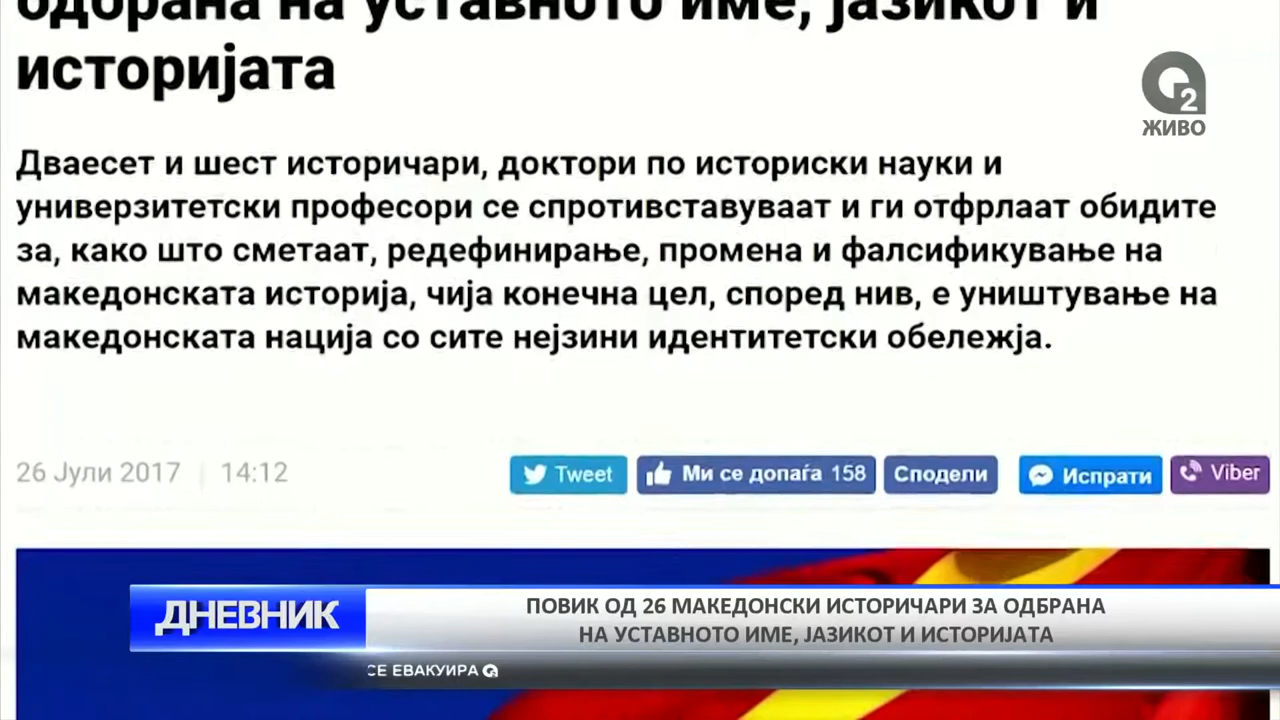 одбрана на уставното име, јазикот и
историјата
2
ЖИВО
Дваесет и шест историчари, доктори по историски науки и
универзитетски професори се спротивставуваат и ги отфрлаат обидите
за, како што сметаат, редефинирање, промена и фалсификување на
македонската историја, чија конечна цел, според нив, е уништување на
македонската нација со сите нејзини идентитетски обележја.
26 Јули 2017 | 14:12
Tweet
Ми се допаѓа 158
Сподели
Испрати
Viber
ДНЕВНИК
ПОВИК ОД 26 МАКЕДОНСКИ ИСТОРИЧАРИ ЗА ОДБРАНА
НА УСТАВНОТО ИМЕ, ЈАЗИКОТ И ИСТОРИЈАТА
СЕ ЕВАКУИРА